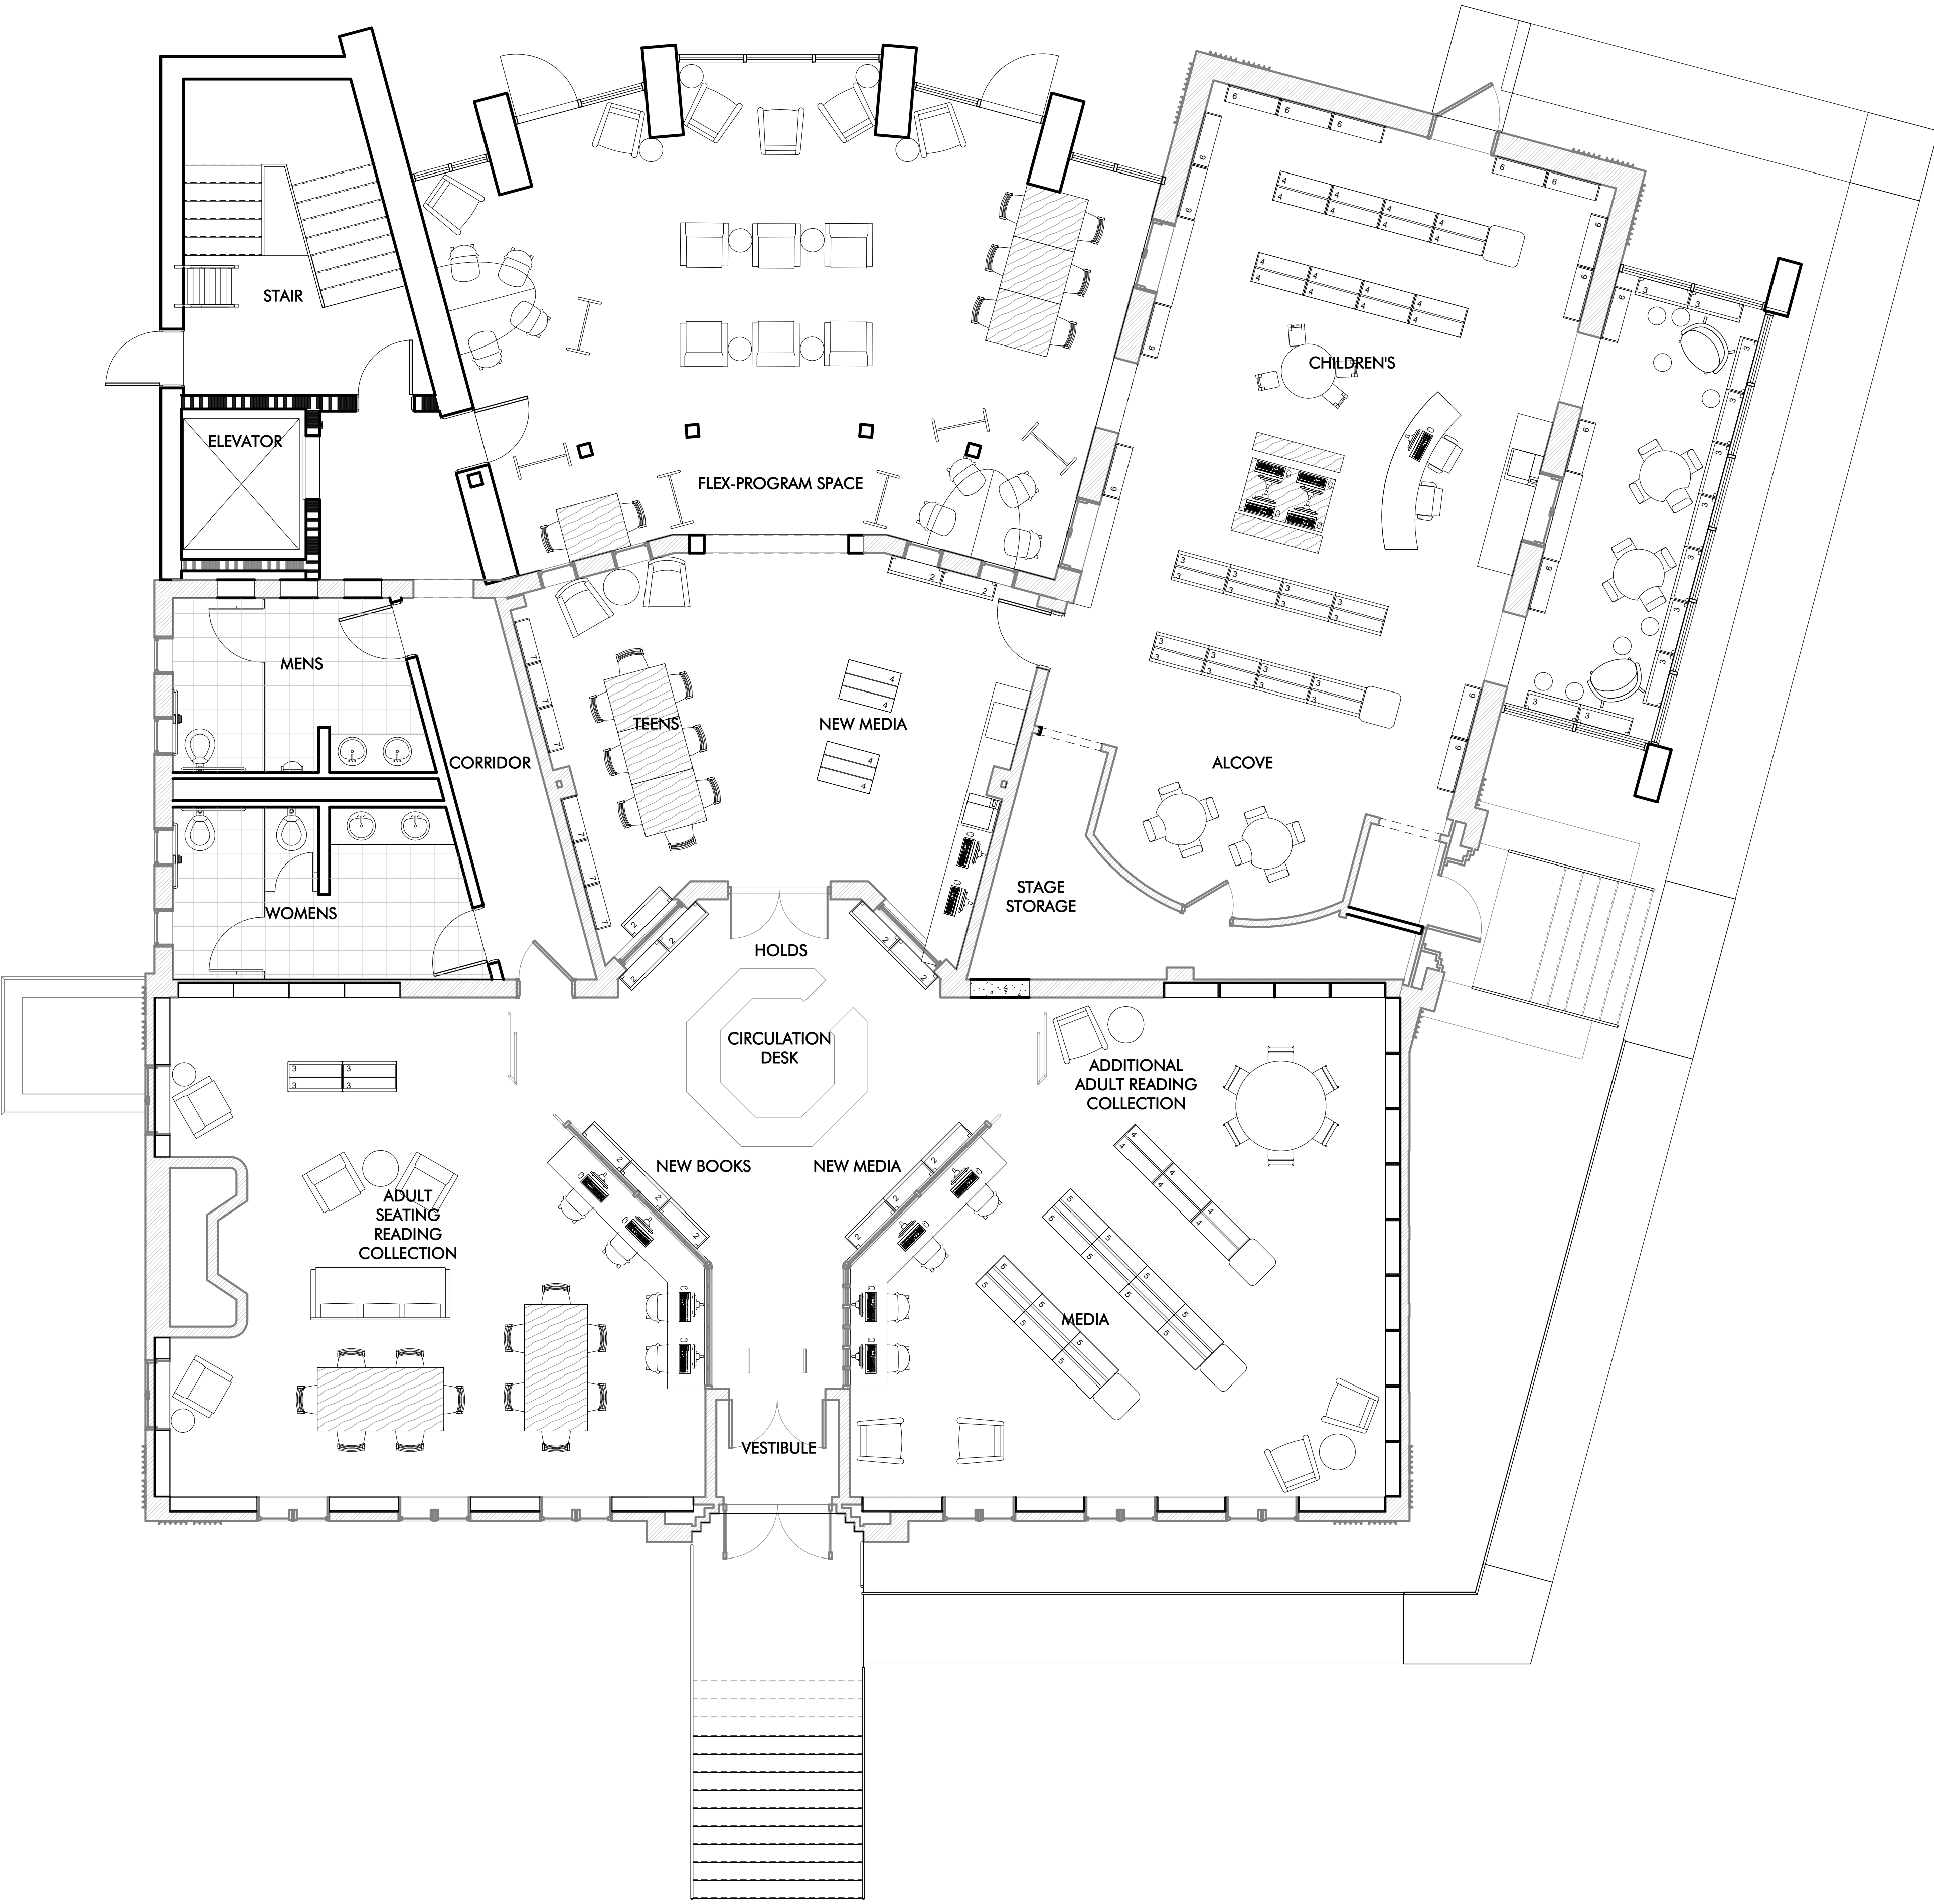 STAIR
ELEVATOR
FLEX-PROGRAM SPACE
CHILDREN'S
MENS
TEENS
NEW MEDIA
CORRIDOR
ALCOVE
WOMENS
STAGE
STORAGE
HOLDS
CIRCULATION
DESK
ADDITIONAL
ADULT READING
COLLECTION
NEW BOOKS
NEW MEDIA
ADULT
SEATING
READING
COLLECTION
MEDIA
VESTIBULE